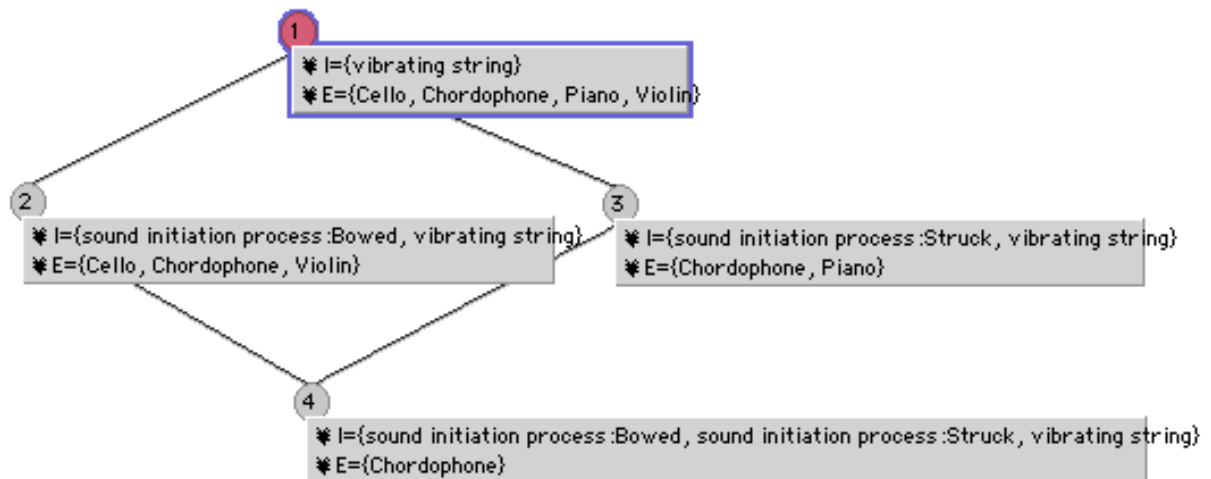 1
I={vibrating string}
E={Cello, Chordophone, Piano, Violin}
2
I={sound initiation process:Bowed, vibrating string}
E={Cello, Chordophone, Violin}
3
I={sound initiation process:Struck, vibrating string}
E={Chordophone, Piano}
4
I={sound initiation process:Bowed, sound initiation process:Struck, vibrating string}
E={Chordophone}